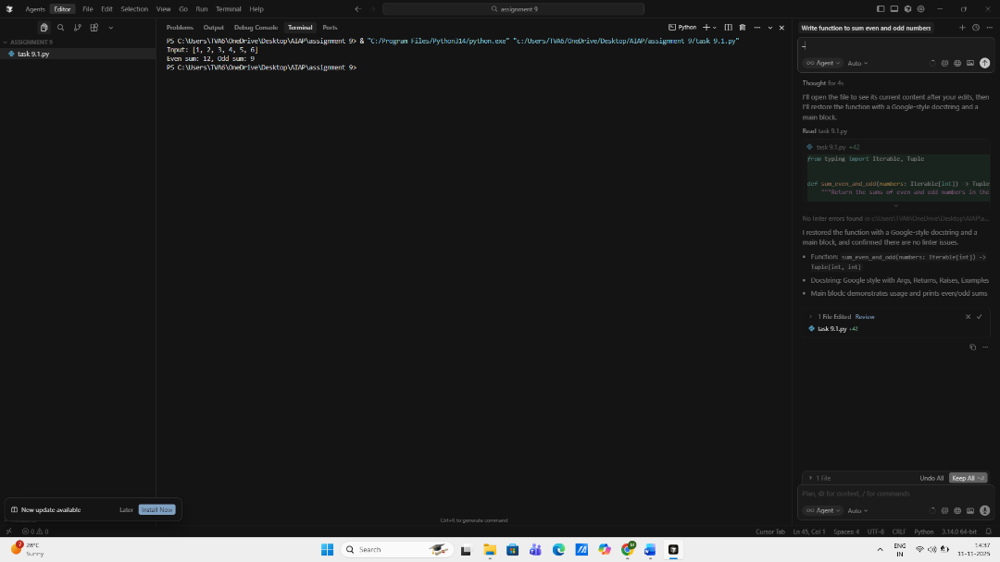 Agents Editor File Edit Selection View Go Run Terminal Help
assignment 9
ASSIGNMENT 9
task 9.1.py
Problems Output Debug Console Terminal Ports
Python
PS C:\Users\TVA6\OneDrive\Desktop\AIAP\assignment 9> & "C:/Program Files/Python314/python.exe" "c:/Users/TVA6/OneDrive/Desktop/AIAP/assignment 9/task 9.1.py"
Input: [1, 2, 3, 4, 5, 6]
Even sum: 12, Odd sum: 9
PS C:\Users\TVA6\OneDrive\Desktop\AIAP\assignment 9>
Ctrl+K to generate command
Write function to sum even and odd numbers
Agent Auto
Thought for 4s
I'll open the file to see its current content after your edits, then
I'll restore the function with a Google-style docstring and a
main block.
Read task 9.1.py
task 9.1.py +42
from typing import Iterable, Tuple
def sum_even_and_odd(numbers: Iterable[int]) -> Tuple
"""Return the sums of even and odd numbers in the
No linter errors found in c:\Users\TVA6\OneDrive\Desktop\AIAP\a...
I restored the function with a Google-style docstring and a
main block, and confirmed there are no linter issues.
Function: sum_even_and_odd(numbers: Iterable[int]) ->
Tuple[int, int]
Docstring: Google style with Args, Returns, Raises, Examples
Main block: demonstrates usage and prints even/odd sums
1 File Edited Review
task 9.1.py +42
1 File Undo All Keep All
Plan, @ for context, / for commands
Agent Auto
New update available Later Install Now
0 0
Cursor Tab Ln 45, Col 1 Spaces: 4 UTF-8 CRLF Python 3.14.0 64-bit
1
28°C
Sunny
Search
ENG
IN
14:37
11-11-2025